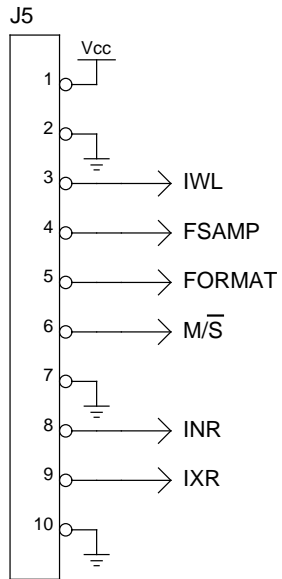 J5
Vcc
1
2
3 IWL
4 FSAMP
5 FORMAT
6 M/S̅
7
8 INR
9 IXR
10